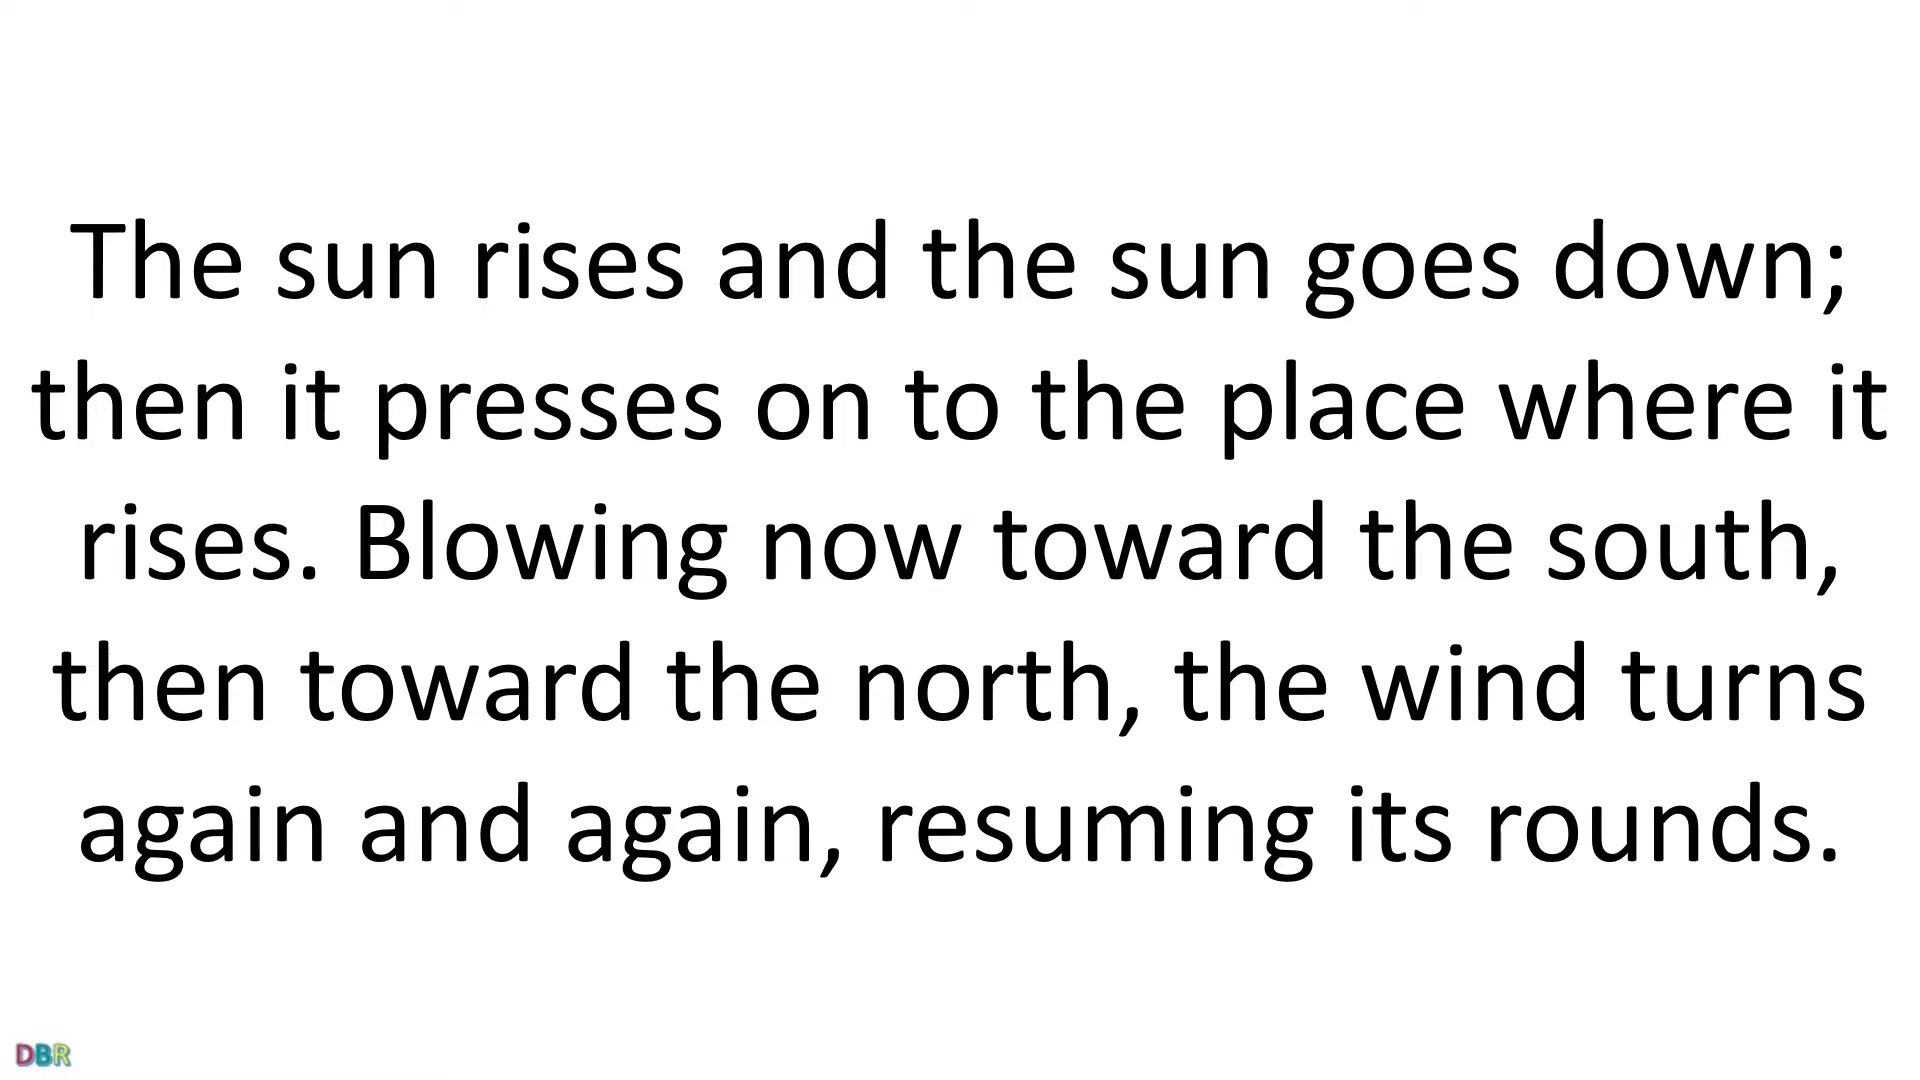 The sun rises and the sun goes down;
then it presses on to the place where it
rises. Blowing now toward the south,
then toward the north, the wind turns
again and again, resuming its rounds.
DBR